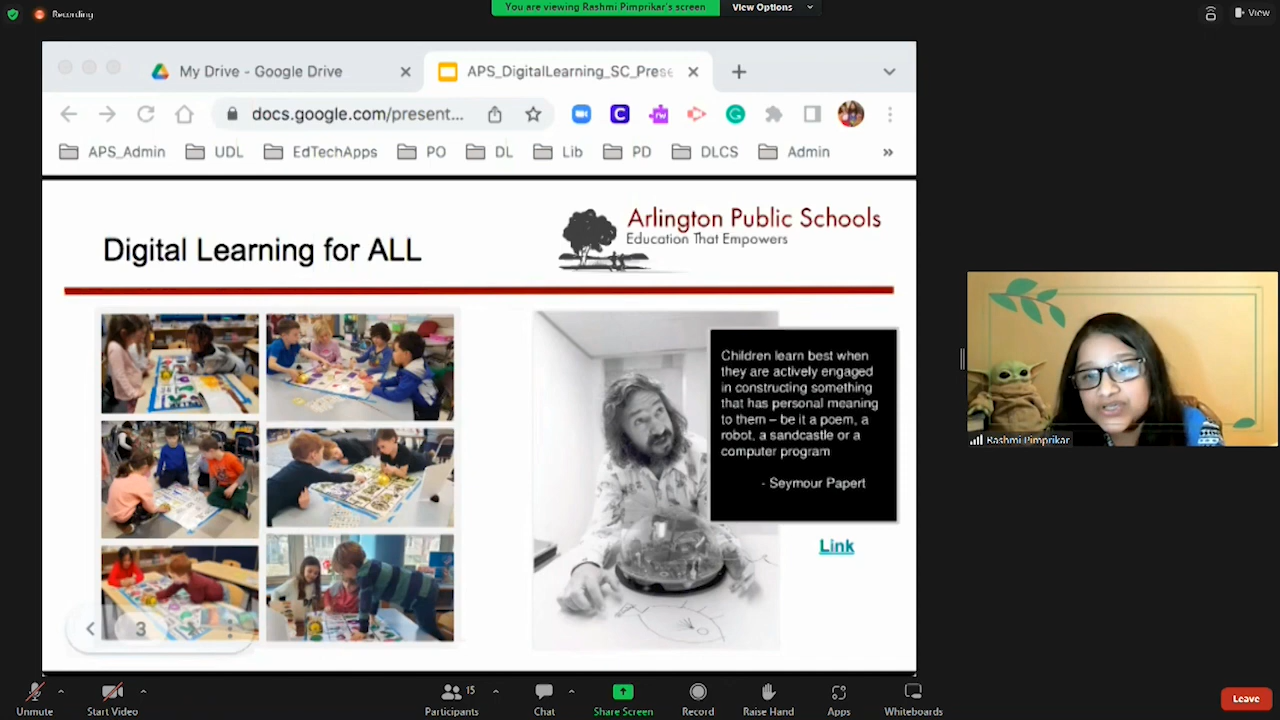 Recording
You are viewing Rashmi Pimprikar's screen
View Options
View
My Drive - Google Drive
APS_DigitalLearning_SC_Prese
docs.google.com/present...
APS_Admin
UDL
EdTechApps
PO
DL
Lib
PD
DLCS
Admin
»
Digital Learning for ALL
Arlington Public Schools
Education That Empowers
Children learn best when
they are actively engaged
in constructing something
that has personal meaning
to them – be it a poem, a
robot, a sandcastle or a
computer program
- Seymour Papert
Link
3
Rashmi Pimprikar
Unmute
Start Video
15
Participants
Chat
Share Screen
Record
Raise Hand
Apps
Whiteboards
Leave